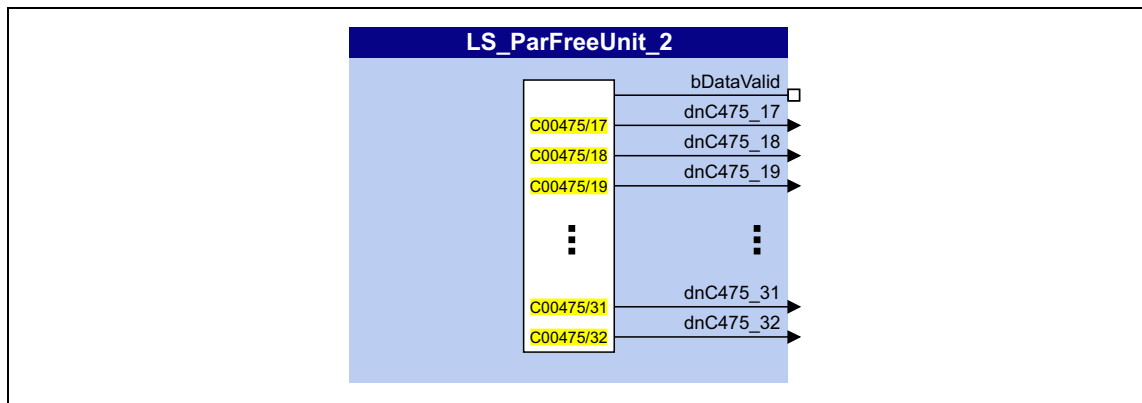 LS_ParFreeUnit_2
bDataValid
C00475/17 dnC475_17
C00475/18 dnC475_18
C00475/19 dnC475_19
C00475/31 dnC475_31
C00475/32 dnC475_32